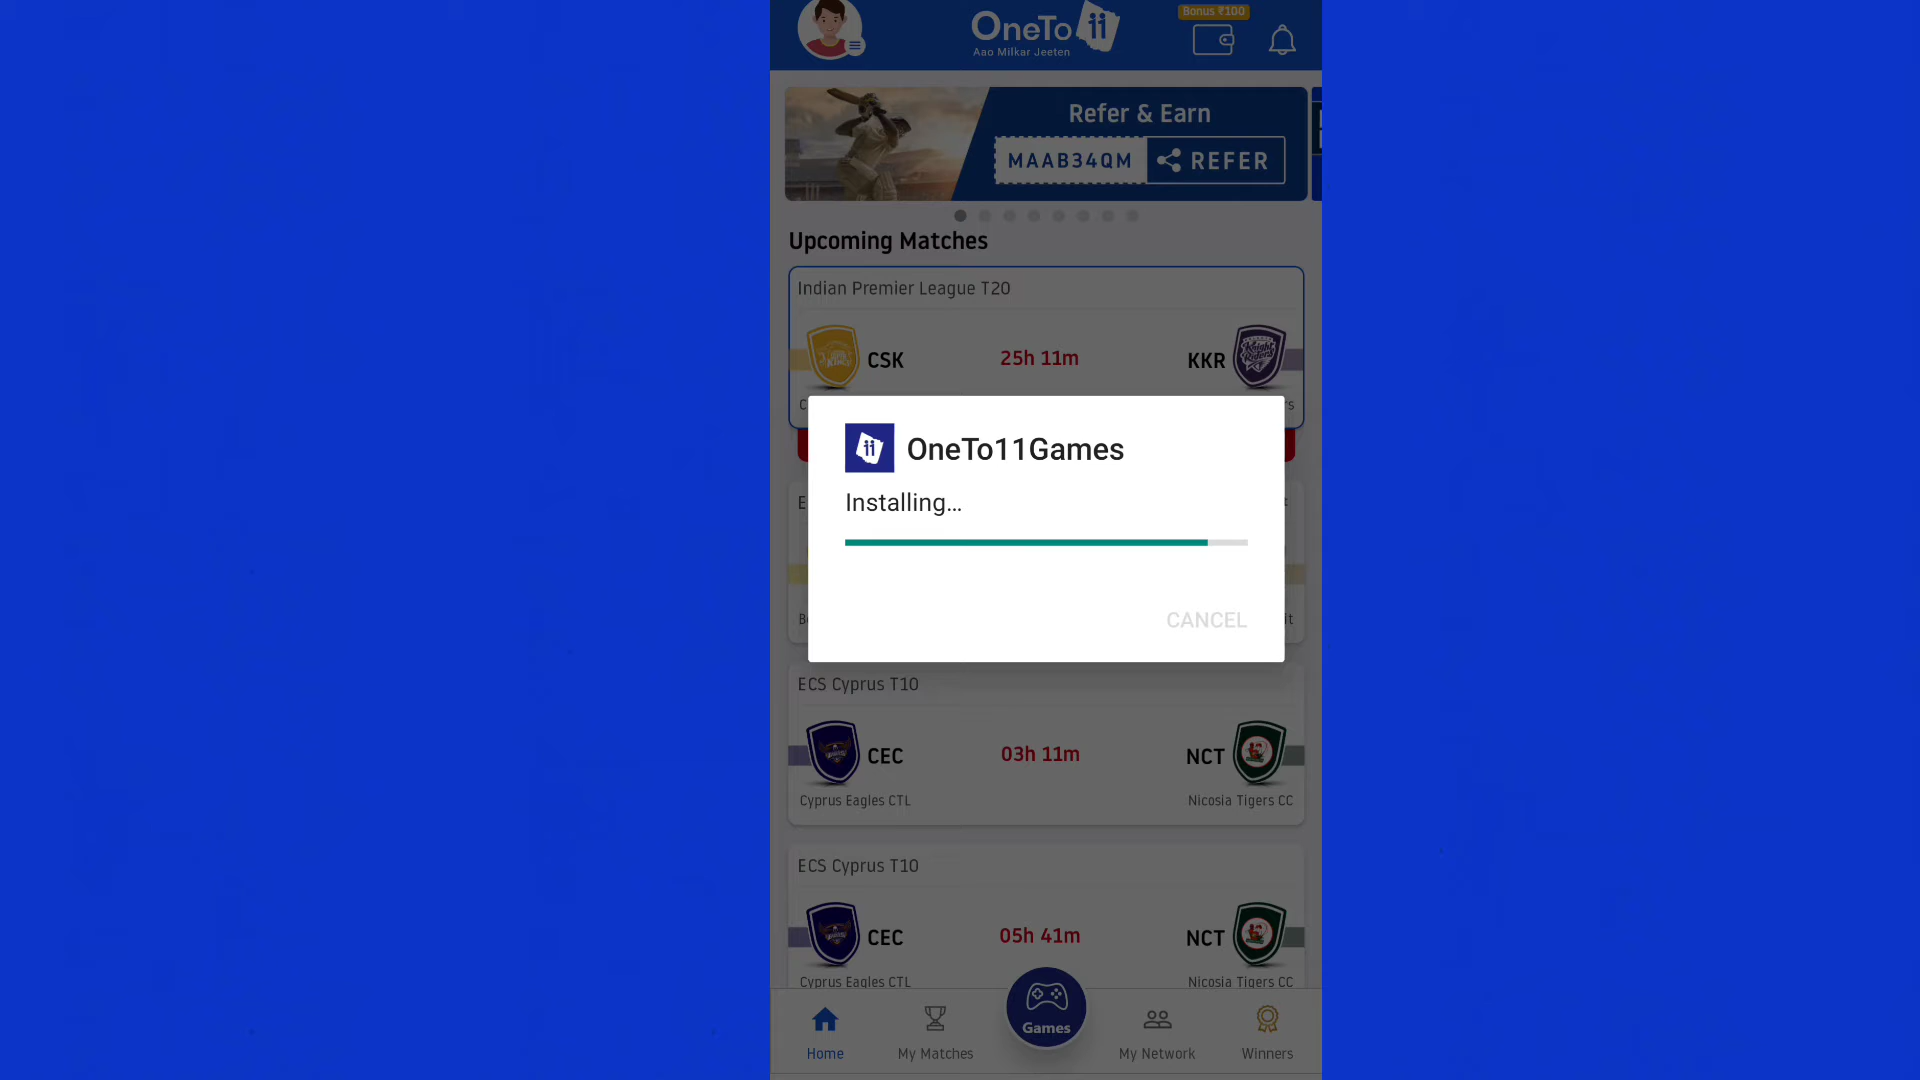 Bonus ₹100
OneTo11
Aao Milkar Jeeten
Refer & Earn
MAAB34QM
REFER
Upcoming Matches
Indian Premier League T20
CSK 25h 11m KKR
OneTo11Games
Installing...
CANCEL
ECS Cyprus T10
CEC 03h 11m NCT
Cyprus Eagles CTL Nicosia Tigers CC
ECS Cyprus T10
CEC 05h 41m NCT
Cyprus Eagles CTL Nicosia Tigers CC
Games
Home My Matches My Network Winners